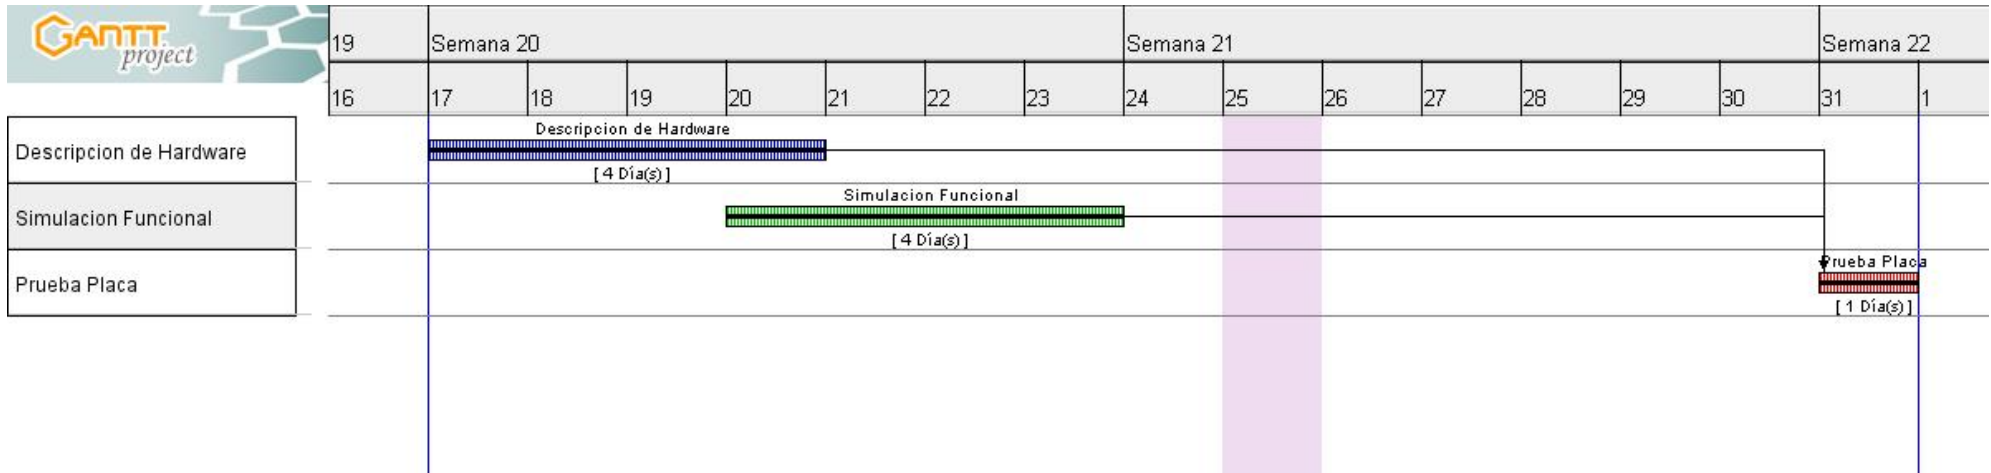 GANTT
project
19 Semana 20 Semana 21 Semana 22
16 17 18 19 20 21 22 23 24 25 26 27 28 29 30 31 1
Descripcion de Hardware
Descripcion de Hardware
[ 4 Día(s) ]
Simulacion Funcional
Simulacion Funcional
[ 4 Día(s) ]
Prueba Placa
Prueba Placa
[ 1 Día(s) ]